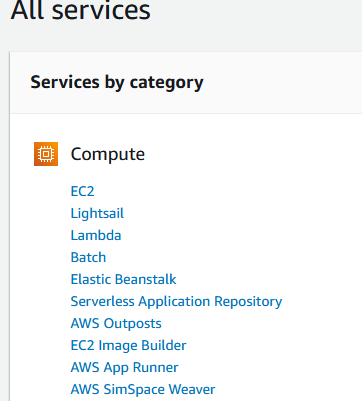 All services
Services by category
Compute
EC2
Lightsail
Lambda
Batch
Elastic Beanstalk
Serverless Application Repository
AWS Outposts
EC2 Image Builder
AWS App Runner
AWS SimSpace Weaver